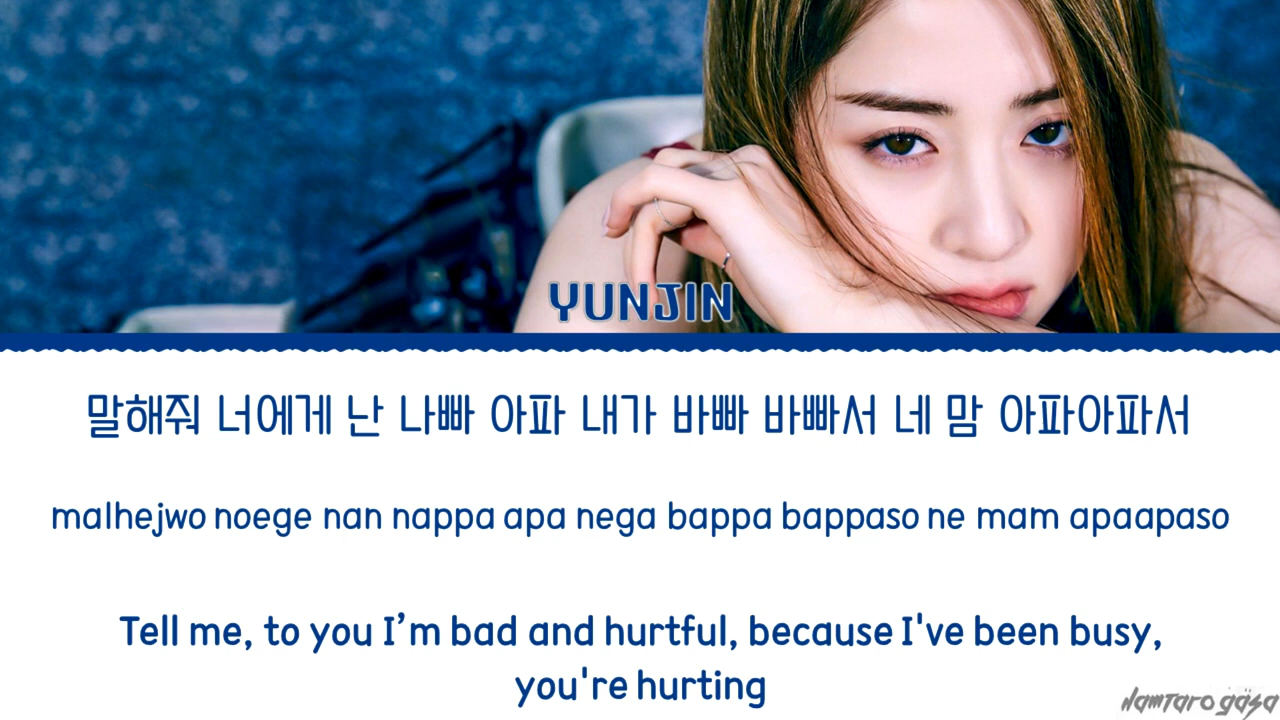 YUNJIN
말해줘 너에게 난 나빠 아파 내가 바빠 바빠서 네 맘 아파아파서
malhejwo noege nan nappa apa nega bappa bappaso ne mam apaapaso
Tell me, to you I’m bad and hurtful, because I've been busy,
you're hurting
Namtaro gasa